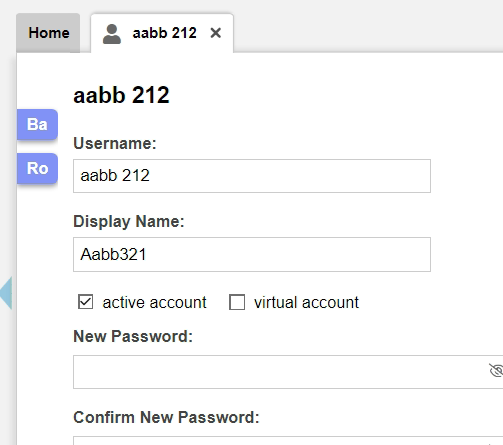 Home
aabb 212
aabb 212
Ba
Username:
Ro
aabb 212
Display Name:
Aabb321
active account
virtual account
New Password:
Confirm New Password: